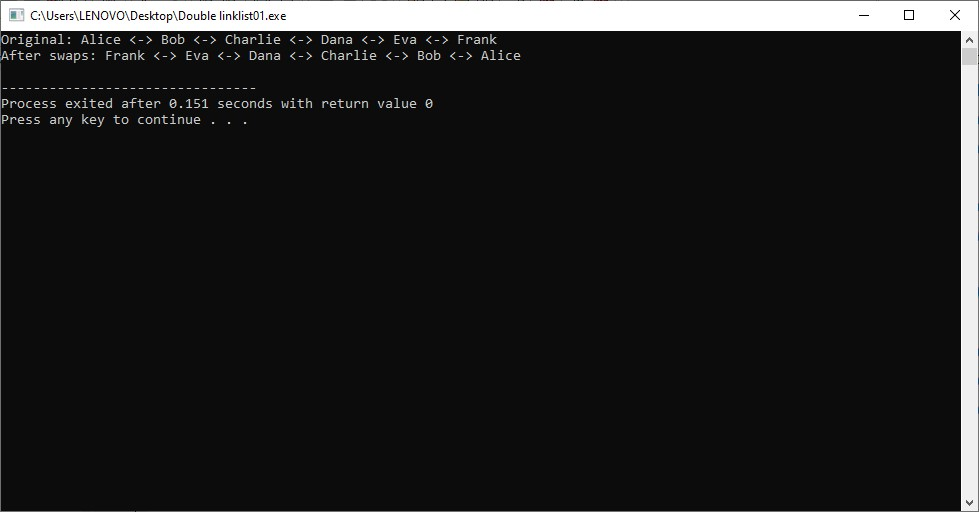 C:\Users\LENOVO\Desktop\Double linklist01.exe
Original: Alice <-> Bob <-> Charlie <-> Dana <-> Eva <-> Frank
After swaps: Frank <-> Eva <-> Dana <-> Charlie <-> Bob <-> Alice
--------------------------------
Process exited after 0.151 seconds with return value 0
Press any key to continue . . .